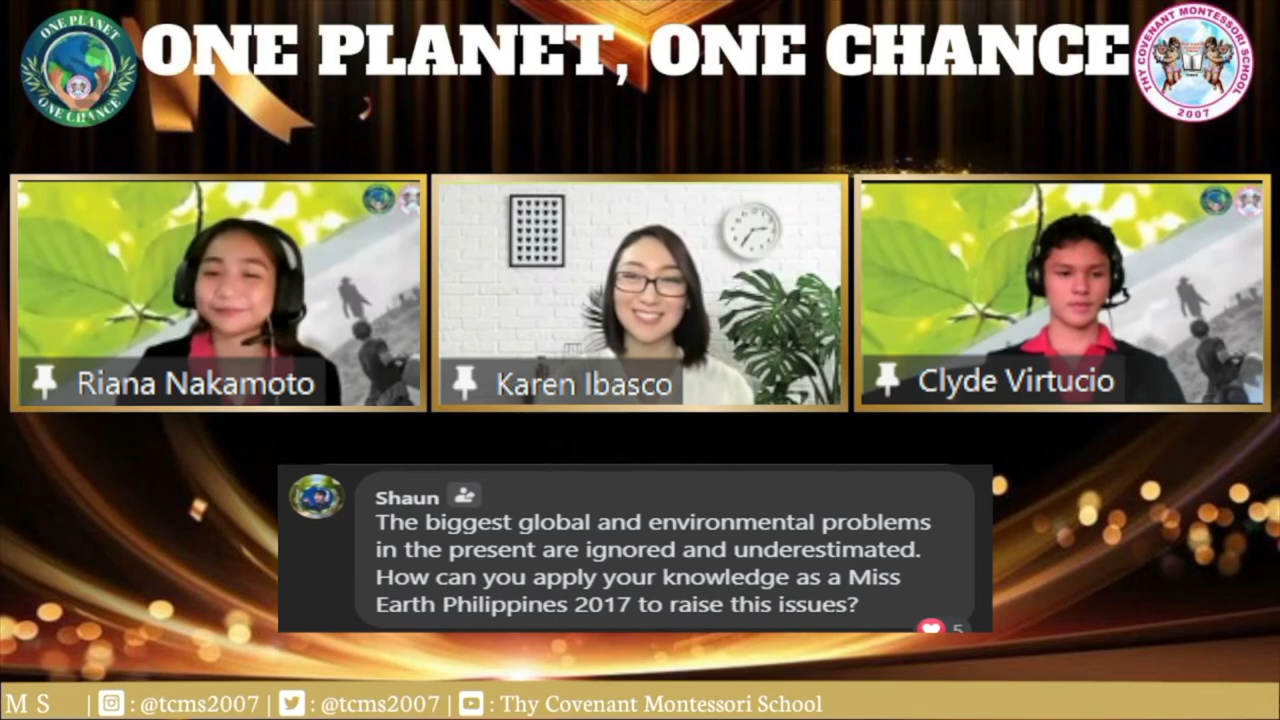 ONE PLANET
ONE CHANCE
ONE PLANET, ONE CHANCE
THY COVENANT MONTESSORI SCHOOL
2007
Riana Nakamoto
Karen Ibasco
Clyde Virtucio
Shaun
The biggest global and environmental problems
in the present are ignored and underestimated.
How can you apply your knowledge as a Miss
Earth Philippines 2017 to raise this issues?
5
M S | : @tcms2007 | : @tcms2007 | : Thy Covenant Montessori School